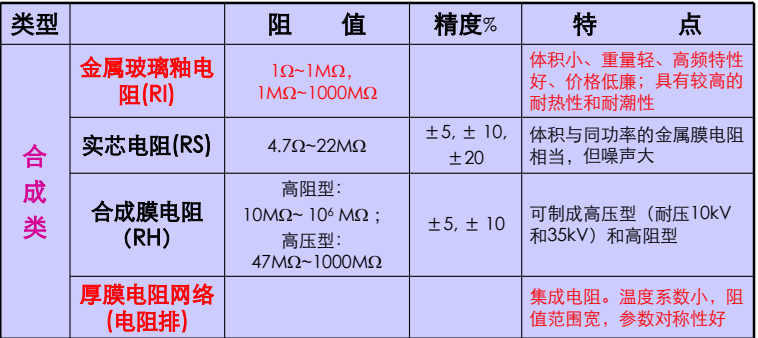 类型 阻 值 精度% 特 点
合成类
金属玻璃釉电
阻(RI)
1Ω~1MΩ,
1MΩ~1000MΩ
体积小、重量轻、高频特性
好、价格低廉；具有较高的
耐热性和耐潮性
实芯电阻(RS)
4.7Ω~22MΩ
±5, ± 10,
±20
体积与同功率的金属膜电阻
相当，但噪声大
合成膜电阻
(RH)
高阻型：
10MΩ~ 10⁶ MΩ ;
高压型：
47MΩ~1000MΩ
±5, ± 10
可制成高压型（耐压10kV
和35kV）和高阻型
厚膜电阻网络
(电阻排)
集成电阻。温度系数小，阻
值范围宽，参数对称性好